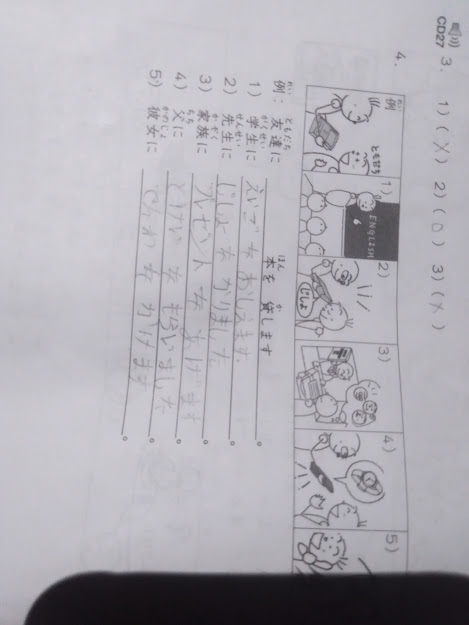 CD27
3. 1) (X) 2) (O) 3) (X)
4.
例 ともだち 1) ENGLISH 6 2) じしょ 3) 4) 5)
例: 友達に 本を 貸します。
1) 学生に えいごを おしえます。
2) 先生に じしょを かりました。
3) 家族に プレゼントを あげます。
4) 父に とけいを もらいました。
5) 彼女に でんわを かけます。